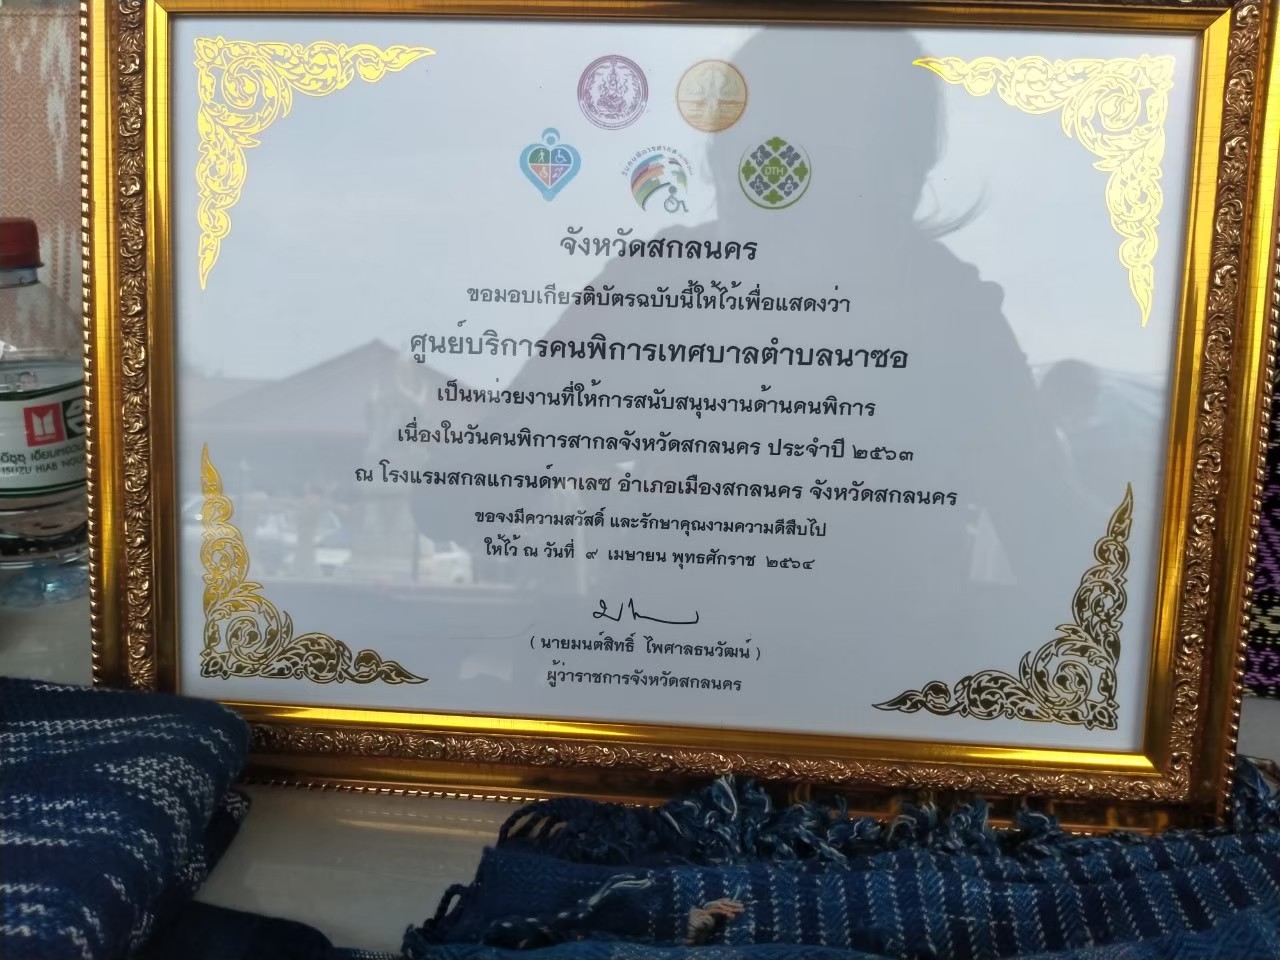 DTH
จังหวัดสกลนคร
ขอมอบเกียรติบัตรฉบับนี้ให้ไว้เพื่อแสดงว่า
ศูนย์บริการคนพิการเทศบาลตำบลนาซอ
เป็นหน่วยงานที่ให้การสนับสนุนงานด้านคนพิการ
เนื่องในวันคนพิการสากลจังหวัดสกลนคร ประจำปี ๒๕๖๓
ณ โรงแรมสกลแกรนด์พาเลซ อำเภอเมืองสกลนคร จังหวัดสกลนคร
ขอจงมีความสวัสดิ์ และรักษาคุณงามความดีสืบไป
ให้ไว้ ณ วันที่ ๙ เมษายน พุทธศักราช ๒๕๖๔
( นายมนต์สิทธิ์ ไพศาลธนวัฒน์ )
ผู้ว่าราชการจังหวัดสกลนคร